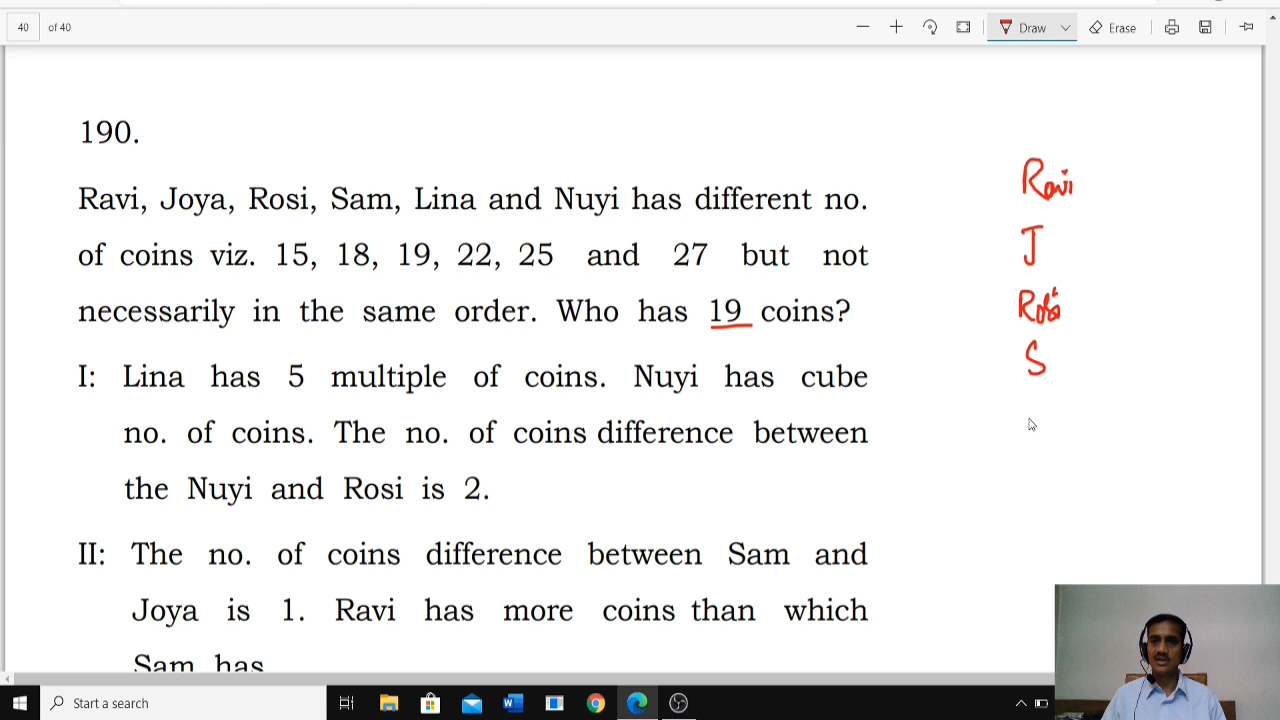 40 of 40 Draw Erase
190.
Ravi, Joya, Rosi, Sam, Lina and Nuyi has different no.
of coins viz. 15, 18, 19, 22, 25 and 27 but not
necessarily in the same order. Who has 19 coins?
I: Lina has 5 multiple of coins. Nuyi has cube
no. of coins. The no. of coins difference between
the Nuyi and Rosi is 2.
II: The no. of coins difference between Sam and
Joya is 1. Ravi has more coins than which
Sam has
Ravi
J
Rosi
S
Start a search